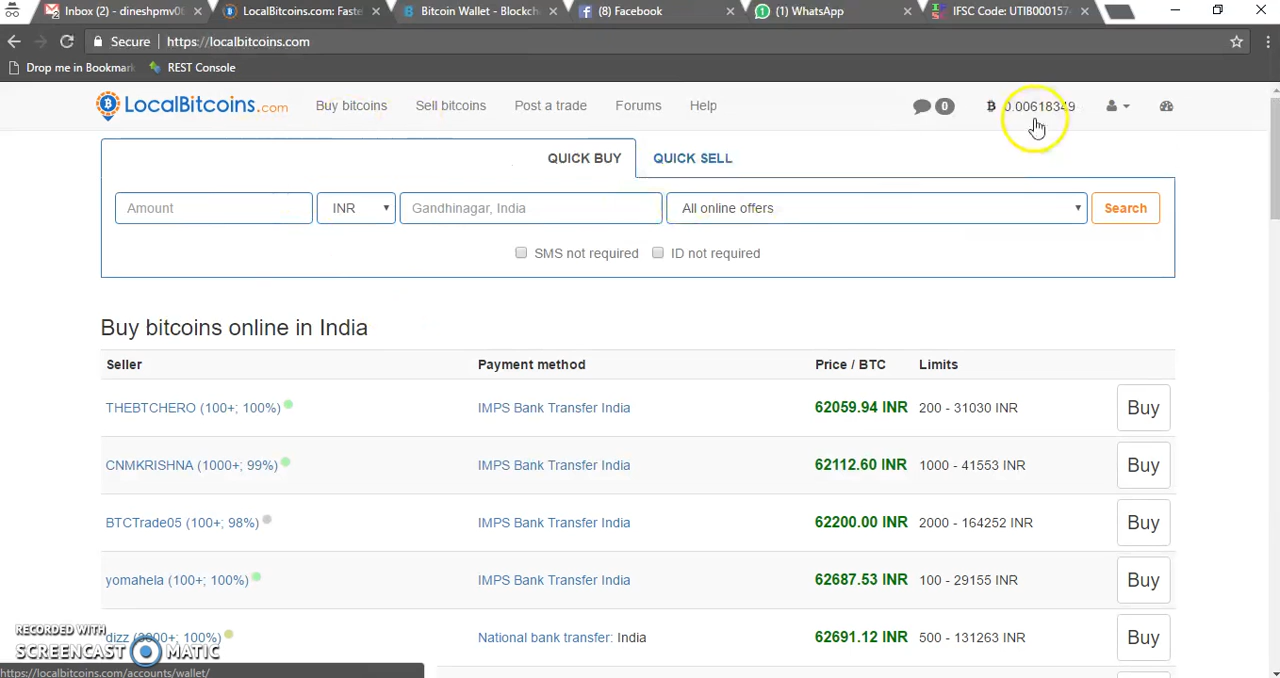 Inbox (2) - dineshpmv0
LocalBitcoins.com: Faste
Bitcoin Wallet - Blockch
(8) Facebook
(1) WhatsApp
IFSC Code: UTIB000157
Secure
https://localbitcoins.com
Drop me in Bookmar
REST Console
LocalBitcoins.com
Buy bitcoins
Sell bitcoins
Post a trade
Forums
Help
0
0.00618349
QUICK BUY
QUICK SELL
Amount
INR
Gandhinagar, India
All online offers
Search
SMS not required
ID not required
Buy bitcoins online in India
Seller Payment method Price / BTC Limits
THEBTCHERO (100+; 100%) IMPS Bank Transfer India 62059.94 INR 200 - 31030 INR Buy
CNMKRISHNA (1000+; 99%) IMPS Bank Transfer India 62112.60 INR 1000 - 41553 INR Buy
BTCTrade05 (100+; 98%) IMPS Bank Transfer India 62200.00 INR 2000 - 164252 INR Buy
yomahela (100+; 100%) IMPS Bank Transfer India 62687.53 INR 100 - 29155 INR Buy
dizz (3000+; 100%) National bank transfer: India 62691.12 INR 500 - 131263 INR Buy
RECORDED WITH
SCREENCAST MATIC
https://localbitcoins.com/accounts/wallet/